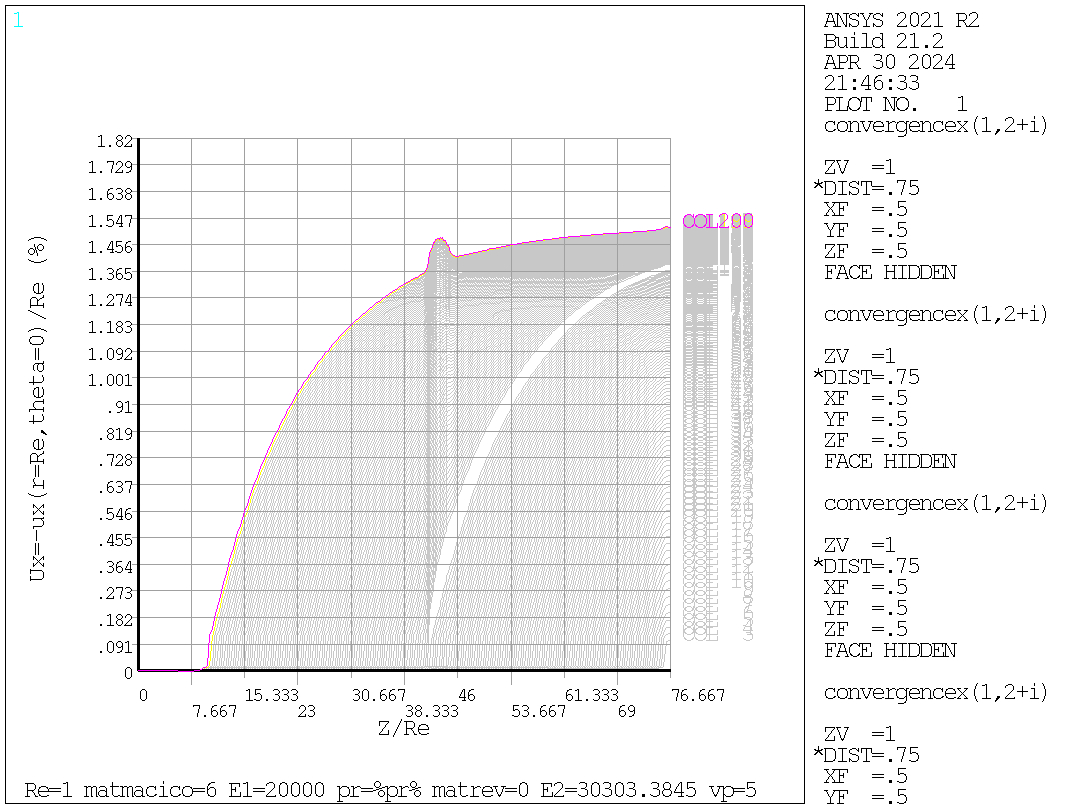 1
ANSYS 2021 R2
Build 21.2
APR 30 2024
21:46:33
PLOT NO. 1
convergencex(1,2+i)
ZV =1
*DIST=.75
XF =.5
YF =.5
ZF =.5
FACE HIDDEN
convergencex(1,2+i)
ZV =1
*DIST=.75
XF =.5
YF =.5
ZF =.5
FACE HIDDEN
convergencex(1,2+i)
ZV =1
*DIST=.75
XF =.5
YF =.5
ZF =.5
FACE HIDDEN
convergencex(1,2+i)
ZV =1
*DIST=.75
XF =.5
YF =.5
Ux=-ux(r=Re,theta=0)/Re (%)
1.82
1.729
1.638
1.547
1.456
1.365
1.274
1.183
1.092
1.001
.91
.819
.728
.637
.546
.455
.364
.273
.182
.091
0
COL200
0 15.333 30.667 46 61.333 76.667
7.667 23 38.333 53.667 69
Z/Re
Re=1 matmacico=6 E1=20000 pr=%pr% matrev=0 E2=30303.3845 vp=5